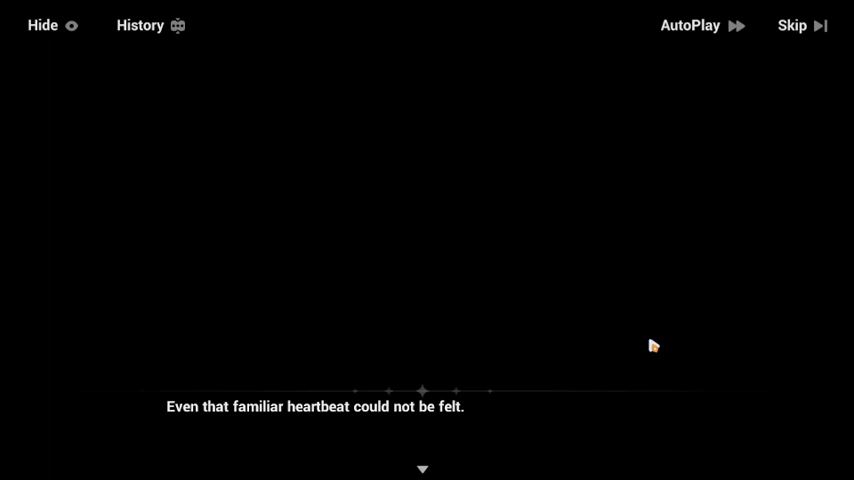 Hide
History
AutoPlay
Skip
Even that familiar heartbeat could not be felt.